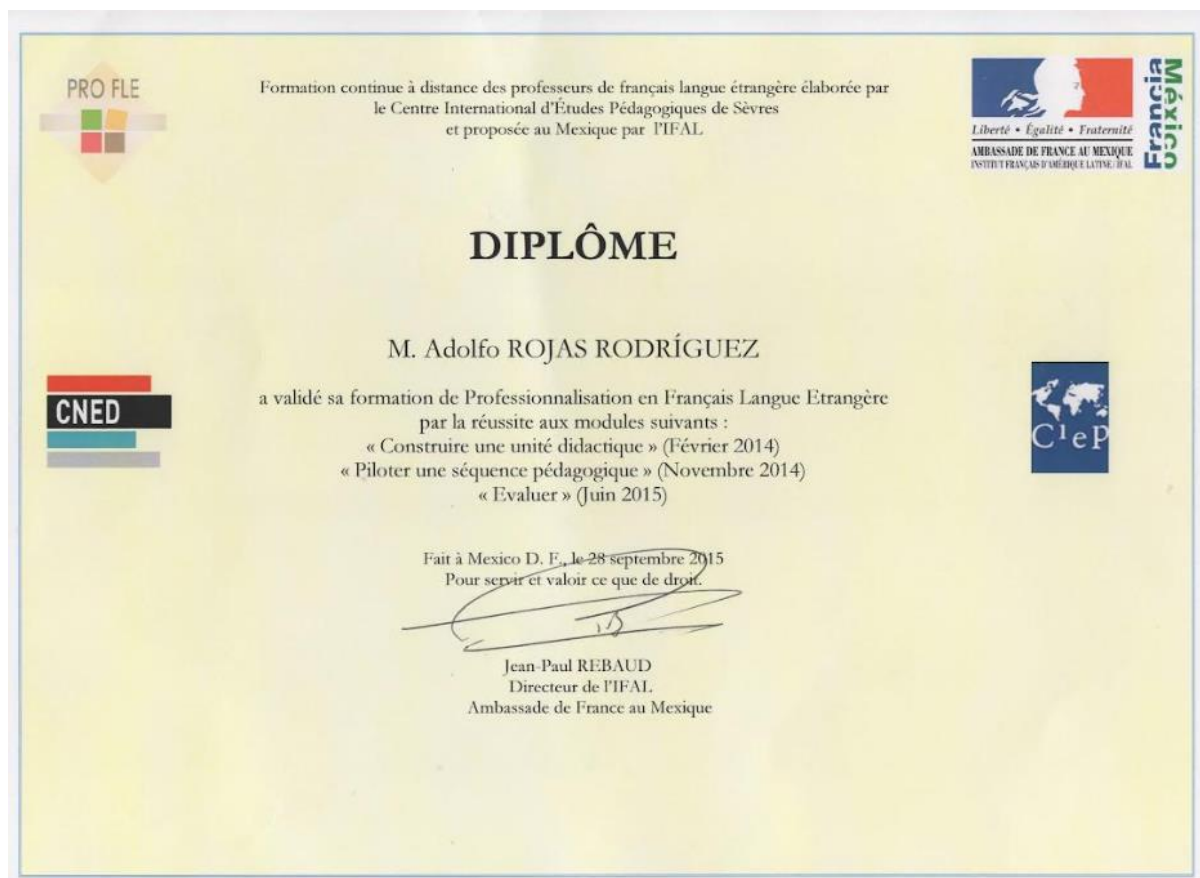 PRO FLE
Formation continue à distance des professeurs de français langue étrangère élaborée par
le Centre International d'Études Pédagogiques de Sèvres
et proposée au Mexique par l'IFAL
Liberté • Égalité • Fraternité
AMBASSADE DE FRANCE AU MEXIQUE
INSTITUT FRANÇAIS D'AMÉRIQUE LATINE / IFAL
Francia
México
DIPLÔME
M. Adolfo ROJAS RODRÍGUEZ
CNED
a validé sa formation de Professionnalisation en Français Langue Etrangère
par la réussite aux modules suivants :
« Construire une unité didactique » (Février 2014)
« Piloter une séquence pédagogique » (Novembre 2014)
« Evaluer » (Juin 2015)
CIeP
Fait à Mexico D. F., le 28 septembre 2015
Pour servir et valoir ce que de droit.
Jean-Paul REBAUD
Directeur de l'IFAL
Ambassade de France au Mexique